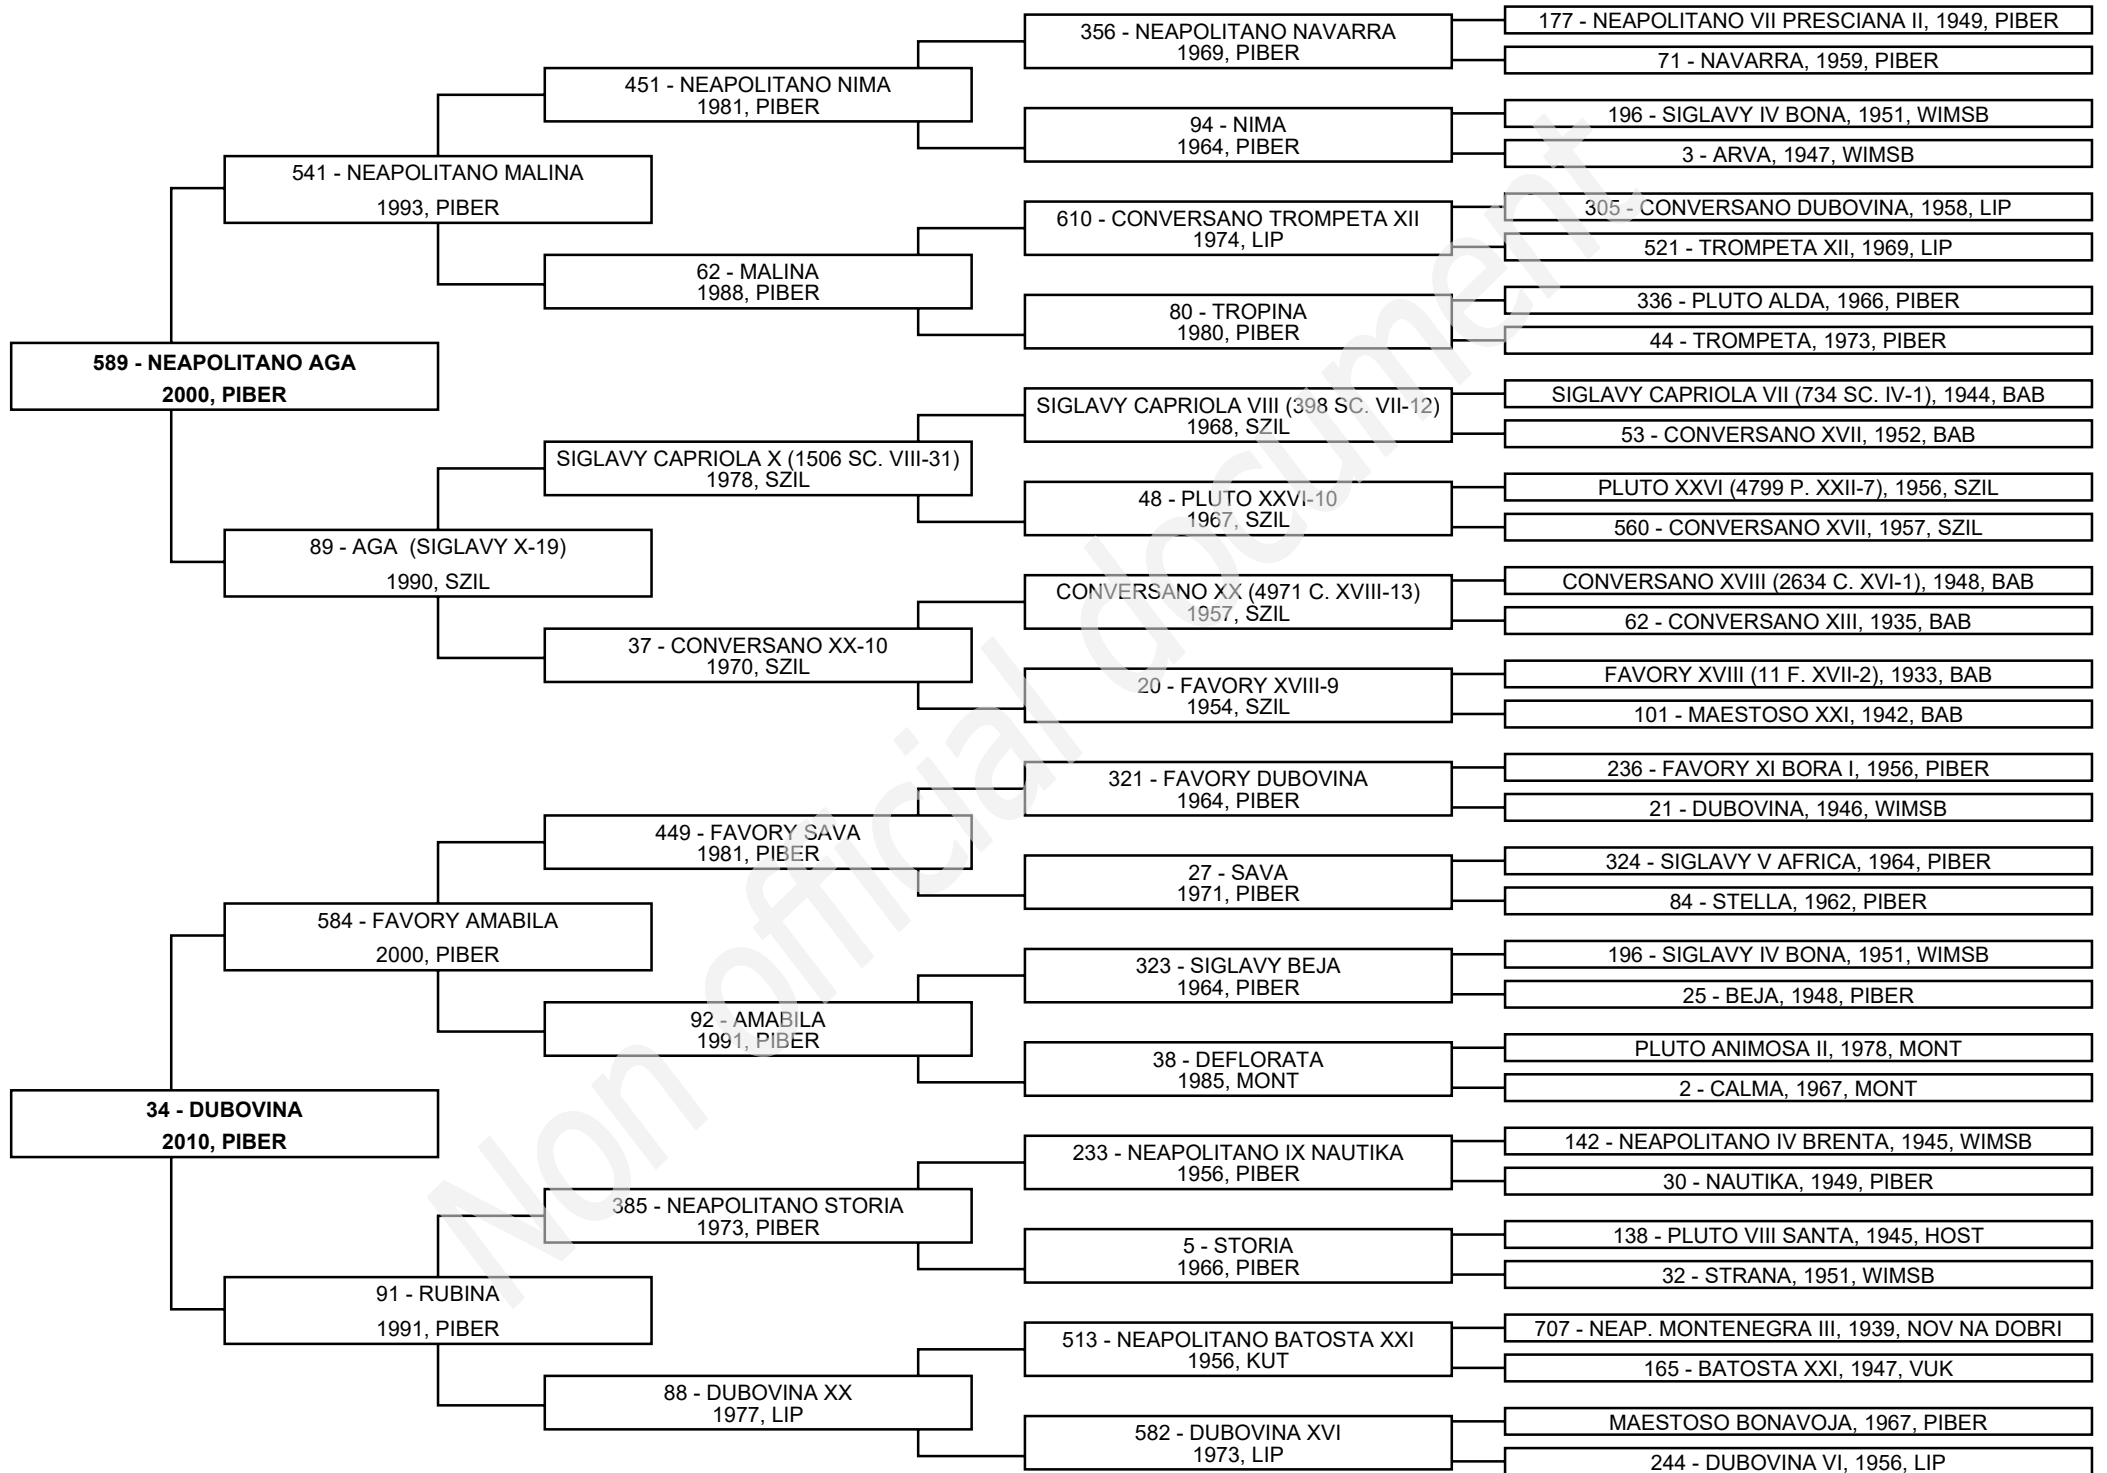 589 - NEAPOLITANO AGA
2000, PIBER
34 - DUBOVINA
2010, PIBER
541 - NEAPOLITANO MALINA
1993, PIBER
89 - AGA  (SIGLAVY X-19)
1990, SZIL
584 - FAVORY AMABILA
2000, PIBER
91 - RUBINA
1991, PIBER
451 - NEAPOLITANO NIMA
1981, PIBER
62 - MALINA
1988, PIBER
SIGLAVY CAPRIOLA X (1506 SC. VIII-31)
1978, SZIL
37 - CONVERSANO XX-10
1970, SZIL
449 - FAVORY SAVA
1981, PIBER
92 - AMABILA
1991, PIBER
385 - NEAPOLITANO STORIA
1973, PIBER
88 - DUBOVINA XX
1977, LIP
356 - NEAPOLITANO NAVARRA
1969, PIBER
94 - NIMA
1964, PIBER
610 - CONVERSANO TROMPETA XII
1974, LIP
80 - TROPINA
1980, PIBER
SIGLAVY CAPRIOLA VIII (398 SC. VII-12)
1968, SZIL
48 - PLUTO XXVI-10
1967, SZIL
CONVERSANO XX (4971 C. XVIII-13)
1957, SZIL
20 - FAVORY XVIII-9
1954, SZIL
321 - FAVORY DUBOVINA
1964, PIBER
27 - SAVA
1971, PIBER
323 - SIGLAVY BEJA
1964, PIBER
38 - DEFLORATA
1985, MONT
233 - NEAPOLITANO IX NAUTIKA
1956, PIBER
5 - STORIA
1966, PIBER
513 - NEAPOLITANO BATOSTA XXI
1956, KUT
582 - DUBOVINA XVI
1973, LIP
177 - NEAPOLITANO VII PRESCIANA II, 1949, PIBER
71 - NAVARRA, 1959, PIBER
196 - SIGLAVY IV BONA, 1951, WIMSB
3 - ARVA, 1947, WIMSB
305 - CONVERSANO DUBOVINA, 1958, LIP
521 - TROMPETA XII, 1969, LIP
336 - PLUTO ALDA, 1966, PIBER
44 - TROMPETA, 1973, PIBER
SIGLAVY CAPRIOLA VII (734 SC. IV-1), 1944, BAB
53 - CONVERSANO XVII, 1952, BAB
PLUTO XXVI (4799 P. XXII-7), 1956, SZIL
560 - CONVERSANO XVII, 1957, SZIL
CONVERSANO XVIII (2634 C. XVI-1), 1948, BAB
62 - CONVERSANO XIII, 1935, BAB
FAVORY XVIII (11 F. XVII-2), 1933, BAB
101 - MAESTOSO XXI, 1942, BAB
236 - FAVORY XI BORA I, 1956, PIBER
21 - DUBOVINA, 1946, WIMSB
324 - SIGLAVY V AFRICA, 1964, PIBER
84 - STELLA, 1962, PIBER
196 - SIGLAVY IV BONA, 1951, WIMSB
25 - BEJA, 1948, PIBER
PLUTO ANIMOSA II, 1978, MONT
2 - CALMA, 1967, MONT
142 - NEAPOLITANO IV BRENTA, 1945, WIMSB
30 - NAUTIKA, 1949, PIBER
138 - PLUTO VIII SANTA, 1945, HOST
32 - STRANA, 1951, WIMSB
707 - NEAP. MONTENEGRA III, 1939, NOV NA DOBRI
165 - BATOSTA XXI, 1947, VUK
MAESTOSO BONAVOJA, 1967, PIBER
244 - DUBOVINA VI, 1956, LIP
Non official document